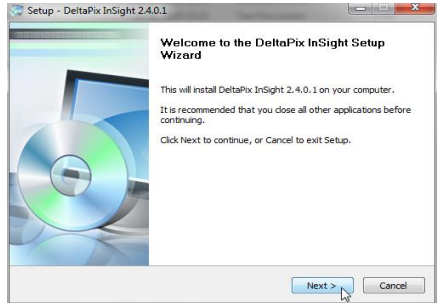 Setup - DeltaPix InSight 2.4.0.1
Welcome to the DeltaPix InSight Setup
Wizard
This will install DeltaPix InSight 2.4.0.1 on your computer.
It is recommended that you close all other applications before
continuing.
Click Next to continue, or Cancel to exit Setup.
Next >
Cancel